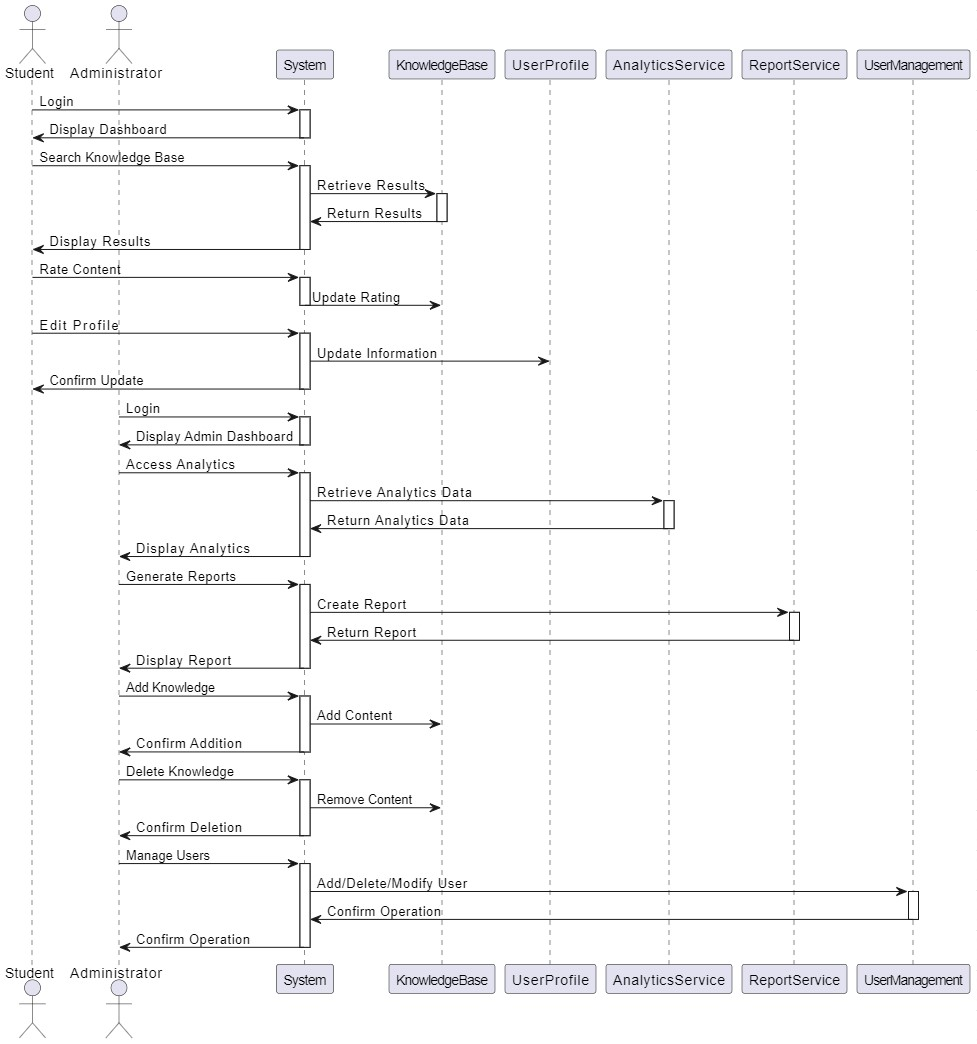 Student Administrator System KnowledgeBase UserProfile AnalyticsService ReportService UserManagement
Login
Display Dashboard
Search Knowledge Base
Retrieve Results
Return Results
Display Results
Rate Content
Update Rating
Edit Profile
Update Information
Confirm Update
Login
Display Admin Dashboard
Access Analytics
Retrieve Analytics Data
Return Analytics Data
Display Analytics
Generate Reports
Create Report
Return Report
Display Report
Add Knowledge
Add Content
Confirm Addition
Delete Knowledge
Remove Content
Confirm Deletion
Manage Users
Add/Delete/Modify User
Confirm Operation
Confirm Operation
Student Administrator System KnowledgeBase UserProfile AnalyticsService ReportService UserManagement